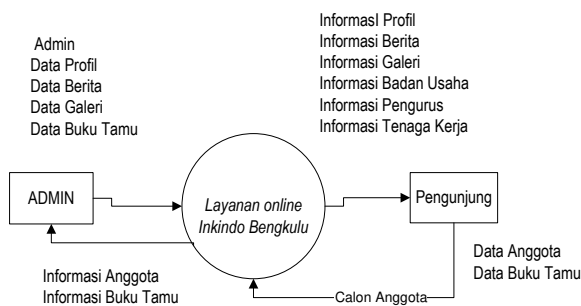 Admin
Data Profil
Data Berita
Data Galeri
Data Buku Tamu
InformasI Profil
Informasi Berita
Informasi Galeri
Informasi Badan Usaha
Informasi Pengurus
Informasi Tenaga Kerja
ADMIN
Layanan online
Inkindo Bengkulu
Pengunjung
Informasi Anggota
Informasi Buku Tamu
Calon Anggota
Data Anggota
Data Buku Tamu